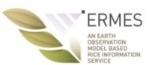 ERMES
AN EARTH
OBSERVATION
MODEL BASED
RICE INFORMATION
SERVICE